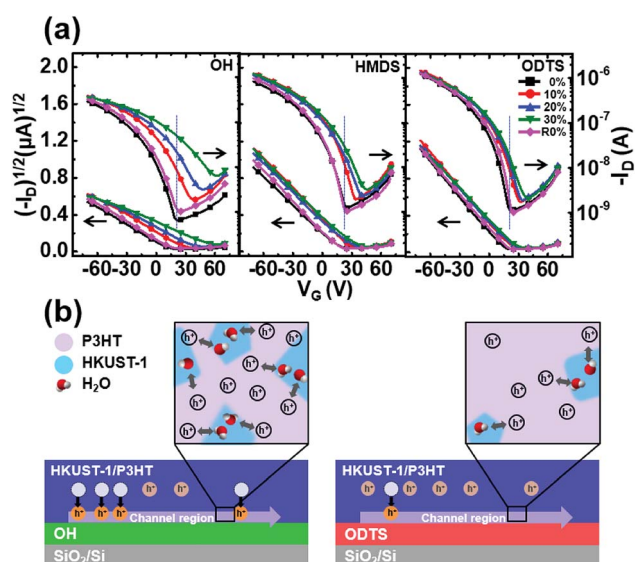 (a)
OH
HMDS
ODTS
0%
10%
20%
30%
R0%
(-I_D)^1/2 (μA)^1/2
2.0
1.6
1.2
0.8
0.4
0.0
10^-6
10^-7
10^-8
10^-9
-I_D (A)
-60 -30 0 30 60
-60 -30 0 30 60
-60 -30 0 30 60
V_G (V)
(b)
P3HT
HKUST-1
H₂O
h⁺ h⁺ h⁺ h⁺ h⁺ h⁺ h⁺ h⁺ h⁺ h⁺
h⁺ h⁺ h⁺ h⁺ h⁺
HKUST-1/P3HT
h⁺ h⁺
h⁺ h⁺ h⁺ h⁺
Channel region
OH
SiO₂/Si
HKUST-1/P3HT
h⁺ h⁺ h⁺ h⁺ h⁺
h⁺
Channel region
ODTS
SiO₂/Si